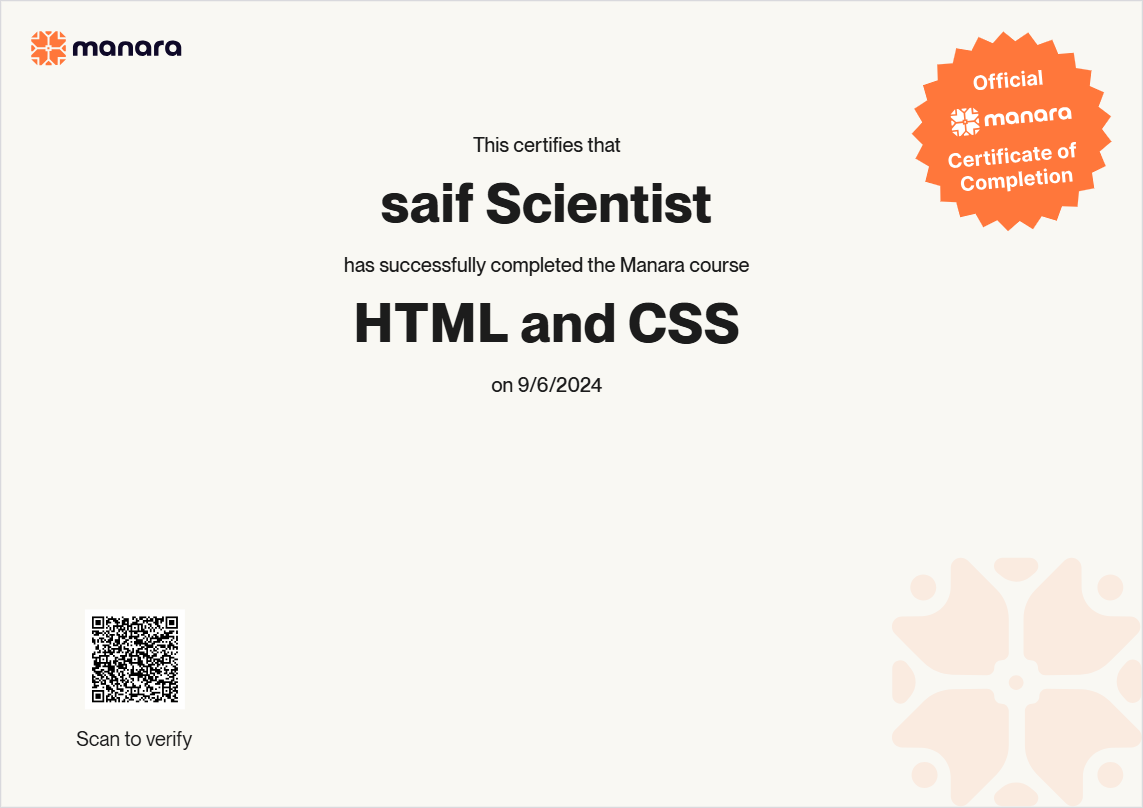 manara
Official
manara
Certificate of
Completion
This certifies that
saif Scientist
has successfully completed the Manara course
HTML and CSS
on 9/6/2024
Scan to verify